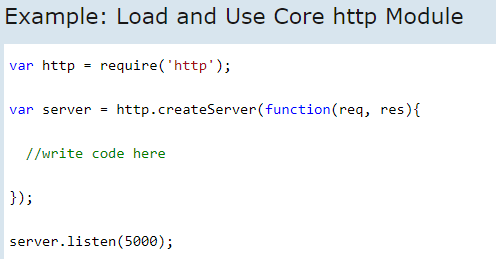 Example: Load and Use Core http Module
var http = require('http');
var server = http.createServer(function(req, res){
//write code here
});
server.listen(5000);